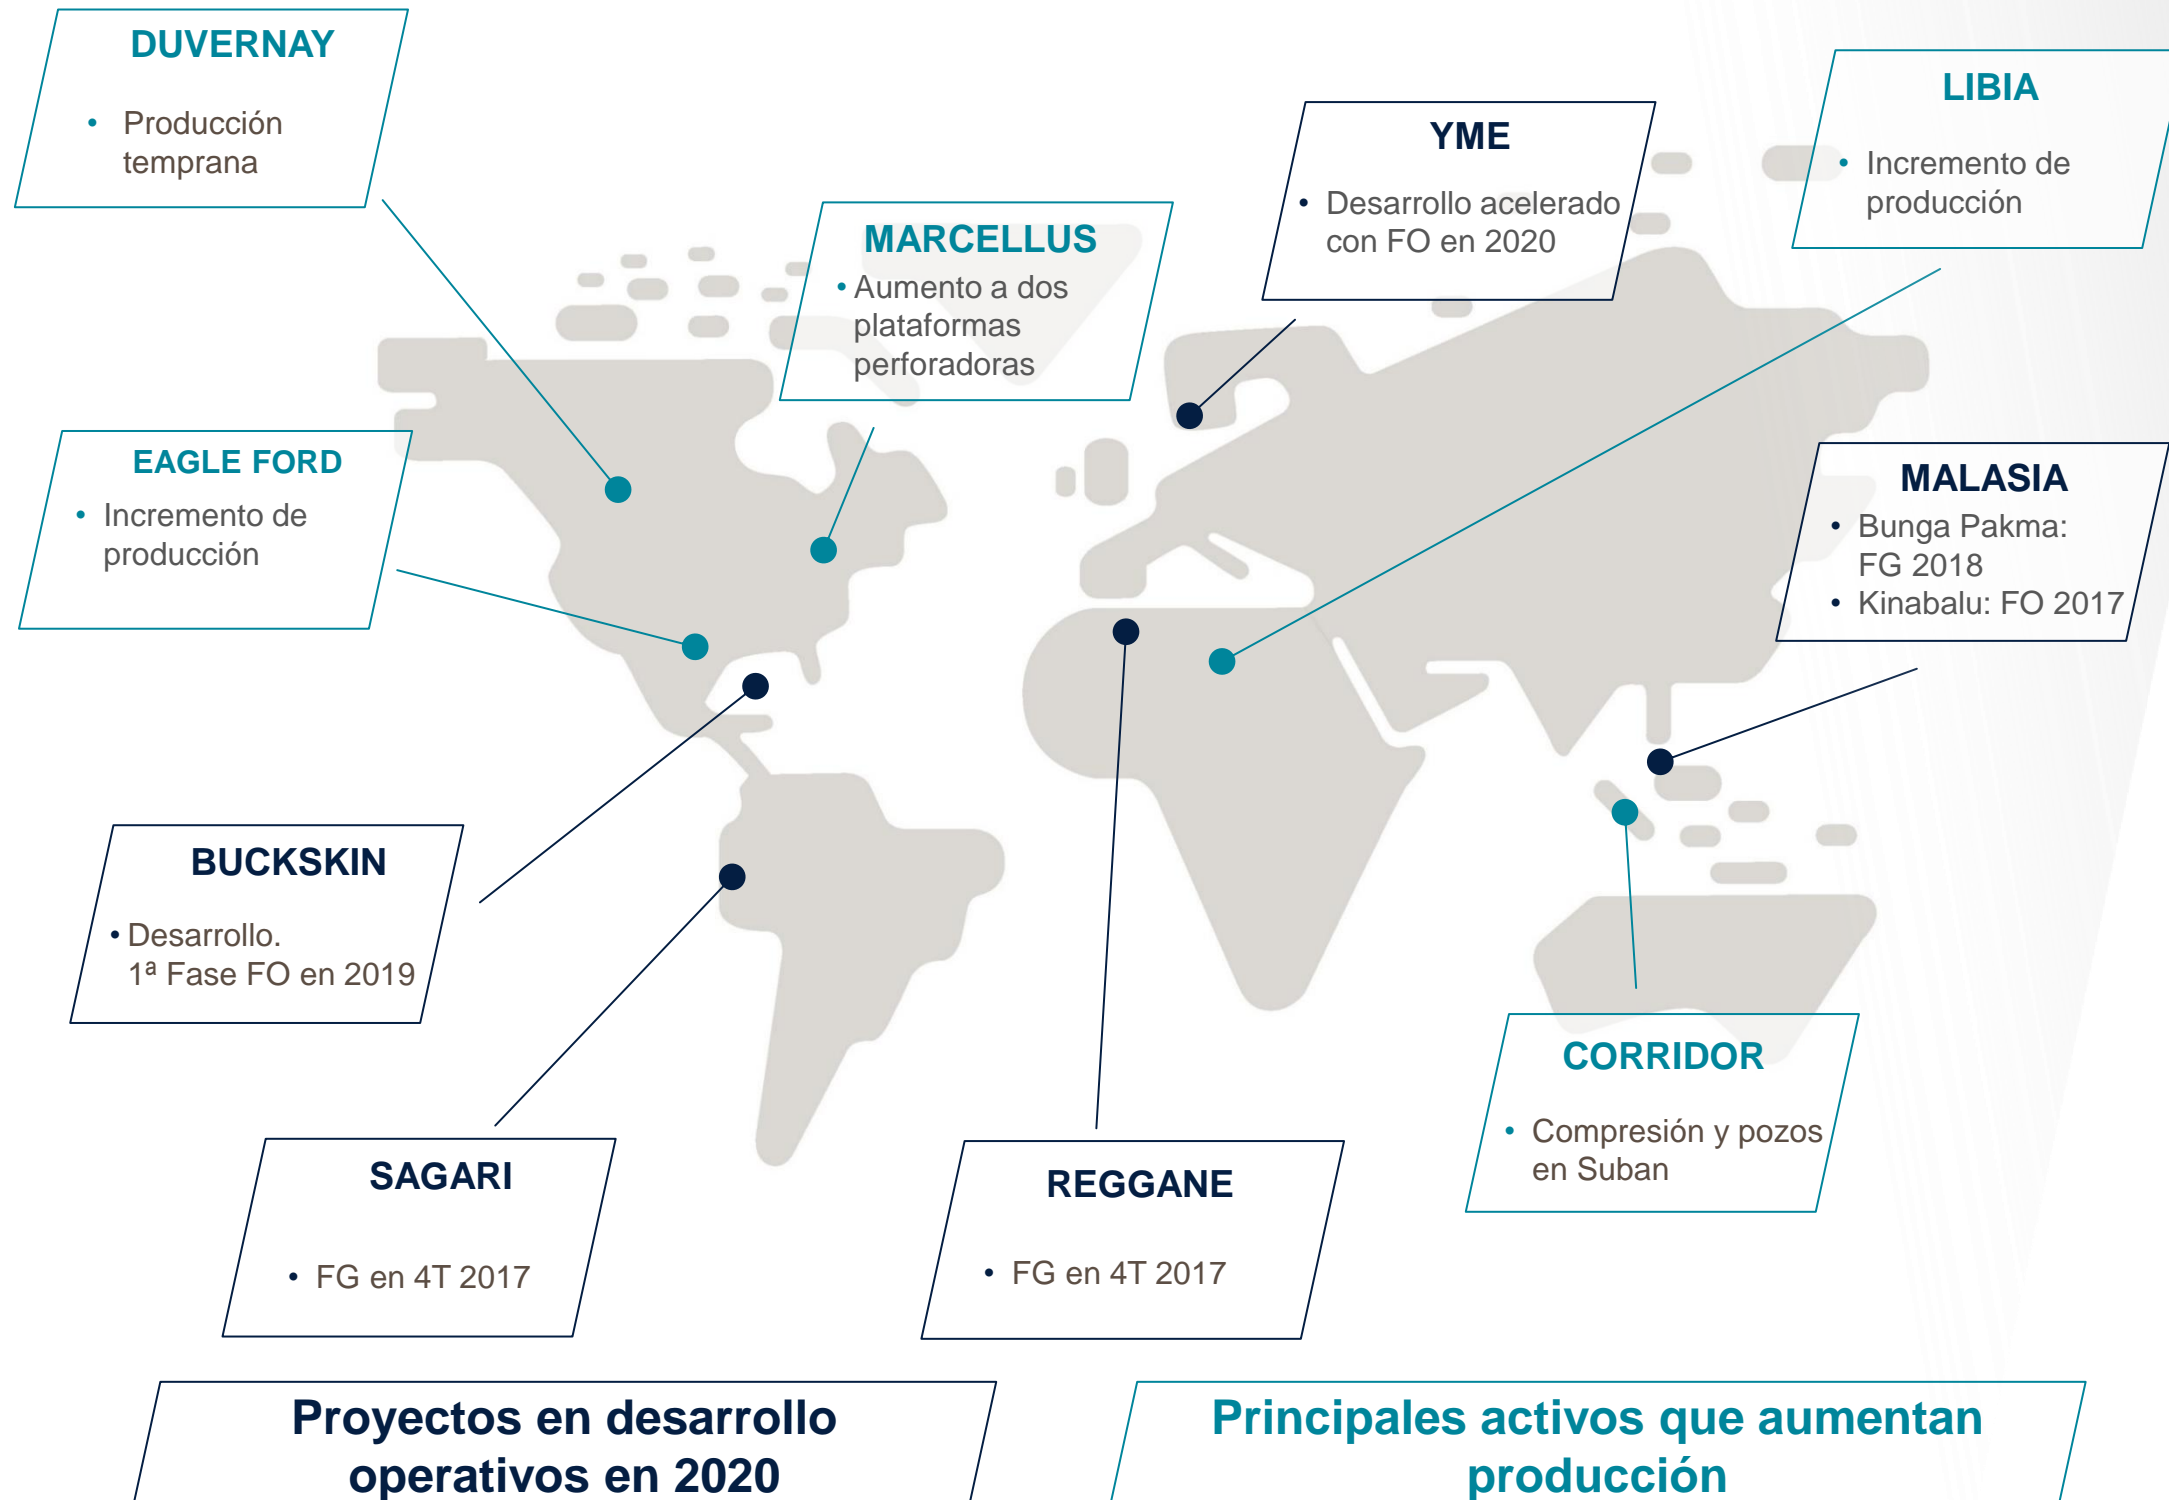 DUVERNAY
• Producción
temprana
MARCELLUS
• Aumento a dos
plataformas
perforadoras
YME
• Desarrollo acelerado
con FO en 2020
LIBIA
• Incremento de
producción
EAGLE FORD
• Incremento de
producción
MALASIA
• Bunga Pakma:
FG 2018
• Kinabalu: FO 2017
BUCKSKIN
• Desarrollo.
1ª Fase FO en 2019
SAGARI
• FG en 4T 2017
REGGANE
• FG en 4T 2017
CORRIDOR
• Compresión y pozos
en Suban
Proyectos en desarrollo
operativos en 2020
Principales activos que aumentan
producción